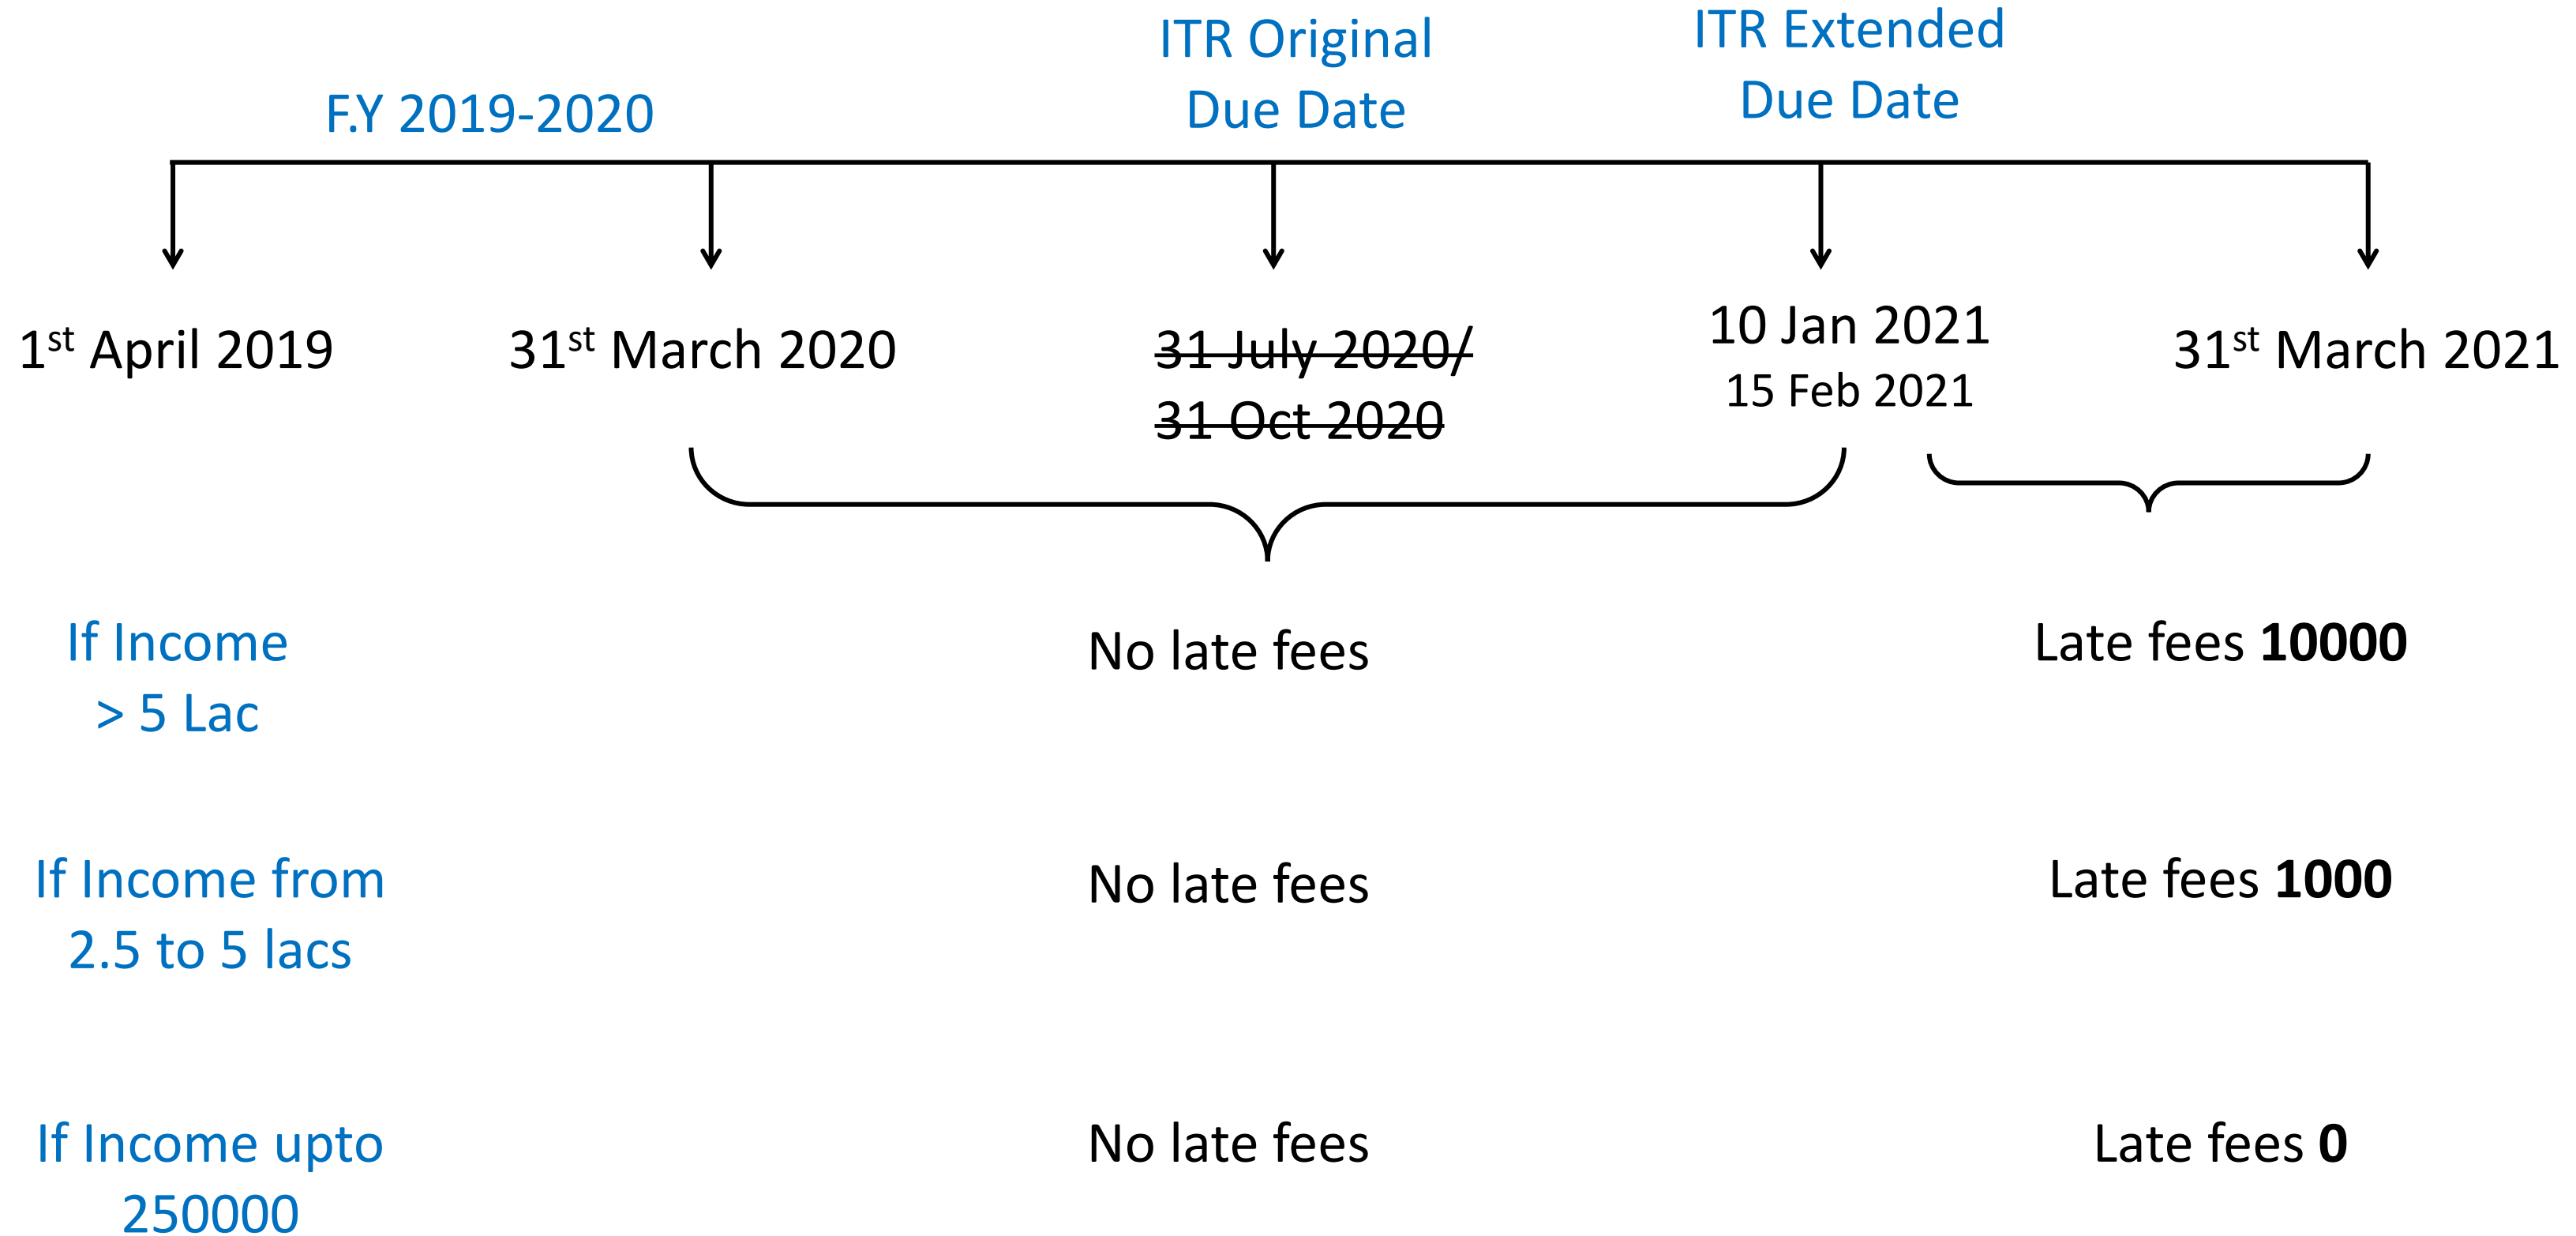 F.Y 2019-2020
ITR Original
Due Date
ITR Extended
Due Date
1st April 2019
31st March 2020
31 July 2020/
31 Oct 2020
10 Jan 2021
15 Feb 2021
31st March 2021
If Income
> 5 Lac
No late fees
Late fees 10000
If Income from
2.5 to 5 lacs
No late fees
Late fees 1000
If Income upto
250000
No late fees
Late fees 0